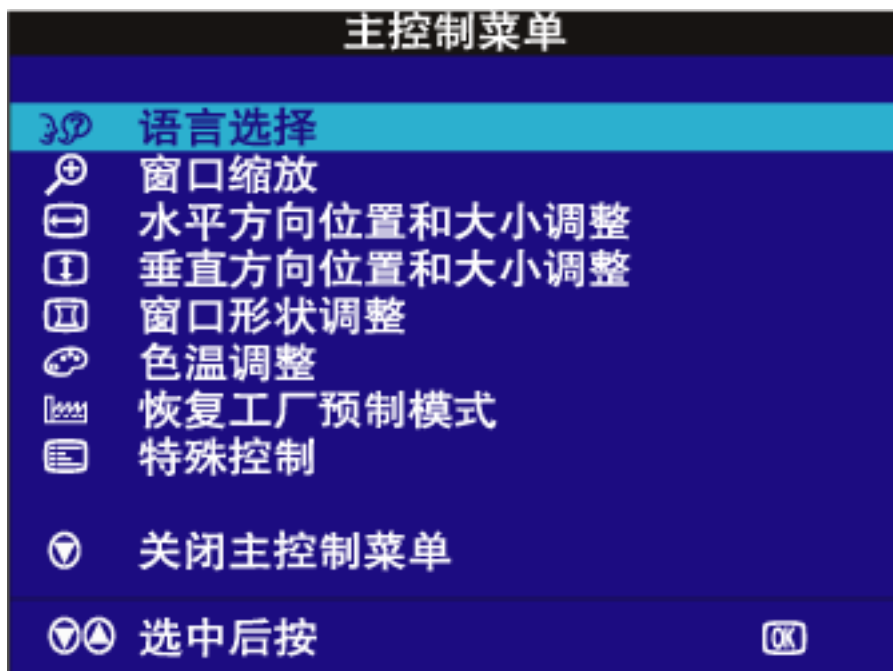 主控制菜单
语言选择
窗口缩放
水平方向位置和大小调整
垂直方向位置和大小调整
窗口形状调整
色温调整
恢复工厂预制模式
特殊控制
关闭主控制菜单
选中后按 OK